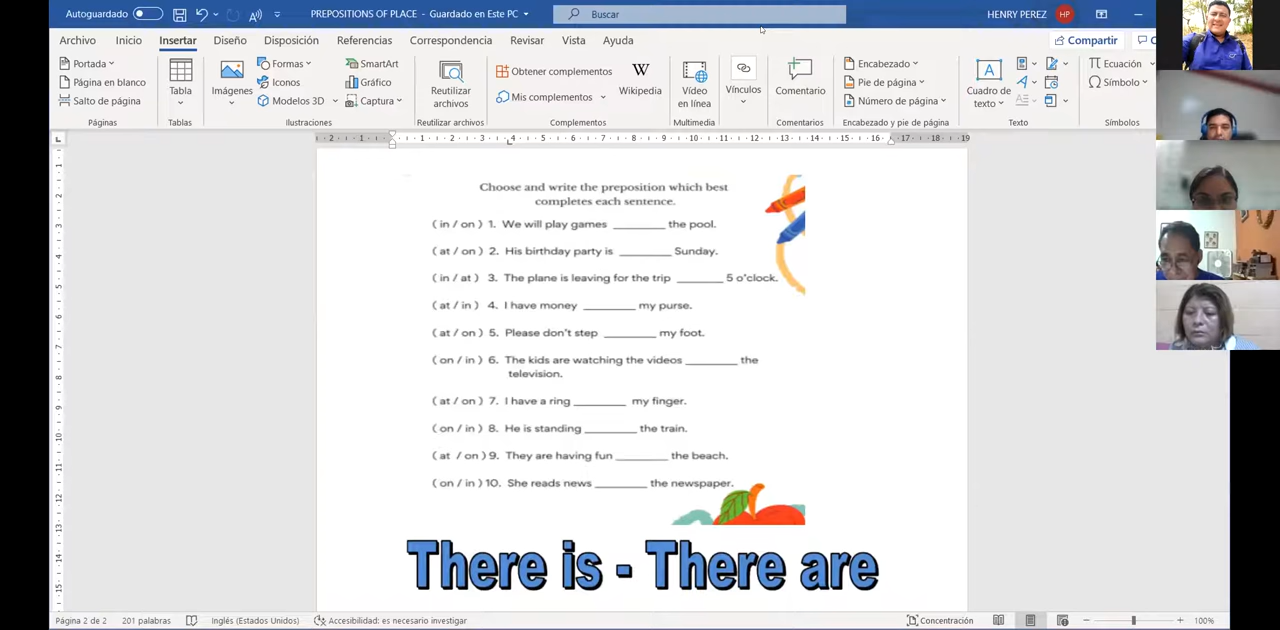 Autoguardado
PREPOSITIONS OF PLACE - Guardado en Este PC
Buscar
HENRY PEREZ HP
Archivo Inicio Insertar Diseño Disposición Referencias Correspondencia Revisar Vista Ayuda
Compartir
Portada
Página en blanco
Salto de página
Páginas
Tabla
Tablas
Imágenes
Formas
Iconos
Modelos 3D
SmartArt
Gráfico
Captura
Ilustraciones
Reutilizar archivos
Reutilizar archivos
Obtener complementos
Mis complementos
Wikipedia
Complementos
Vídeo en línea
Multimedia
Vínculos
Comentario
Comentarios
Encabezado
Pie de página
Número de página
Encabezado y pie de página
Cuadro de texto
Texto
Ecuación
Símbolo
Símbolos
Choose and write the preposition which best
completes each sentence.
( in / on ) 1. We will play games ________ the pool.
( at / on ) 2. His birthday party is ________ Sunday.
( in / at ) 3. The plane is leaving for the trip _______ 5 o'clock.
( at / in ) 4. I have money ________ my purse.
( at / on ) 5. Please don't step ________ my foot.
( on / in ) 6. The kids are watching the videos ________ the
television.
( at / on ) 7. I have a ring ________ my finger.
( on / in ) 8. He is standing ________ the train.
( at / on ) 9. They are having fun ________ the beach.
( on / in ) 10. She reads news ________ the newspaper.
There is - There are
Página 2 de 2 201 palabras Inglés (Estados Unidos) Accesibilidad: es necesario investigar
Concentración
100%